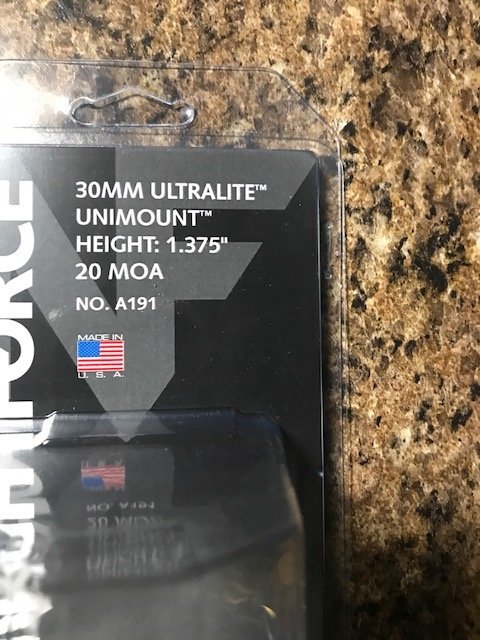 30MM ULTRALITE™
UNIMOUNT™
HEIGHT: 1.375"
20 MOA
NO. A191
MADE IN
U. S. A.